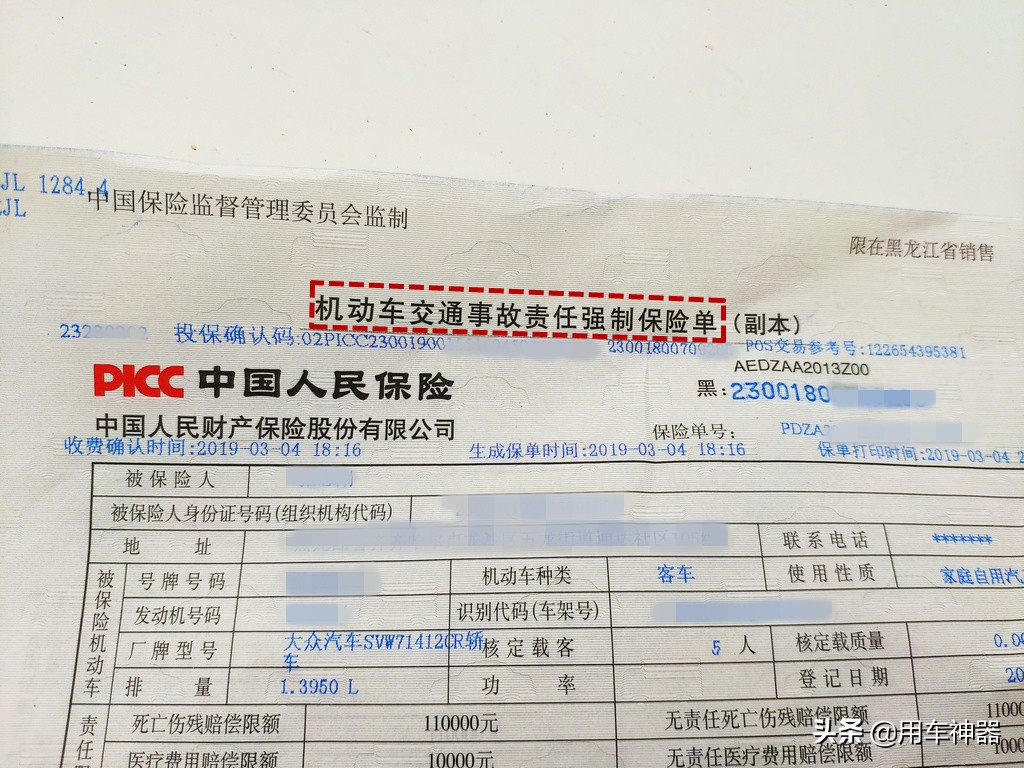 JL 1284.4
JL
中国保险监督管理委员会监制
限在黑龙江省销售
机动车交通事故责任强制保险单(副本)
投保确认码:02PICC23001900
2300180070
POS交易参考号:122654395381
AEDZAA2013Z00
PICC 中国人民保险
黑:2300180
中国人民财产保险股份有限公司
保险单号: PDZA
收费确认时间:2019-03-04 18:16 生成保单时间:2019-03-04 18:16 保单打印时间:2019-03-04
被保险人
被保险人身份证号码(组织机构代码)
地 址 联系电话 *******
被保险机动车
号牌号码 机动车种类 客车 使用性质 家庭自用汽
发动机号码 识别代码(车架号)
厂牌型号 大众汽车SVW71412CR轿车 核定载客 5 人 核定载质量 0.00
排 量 1.3950 L 功 率 登记日期 20
责任
死亡伤残赔偿限额 110000元 无责任死亡伤残赔偿限额 1100
医疗费用赔偿限额 10000元 无责任医疗费用赔偿限额
头条 @用车神器